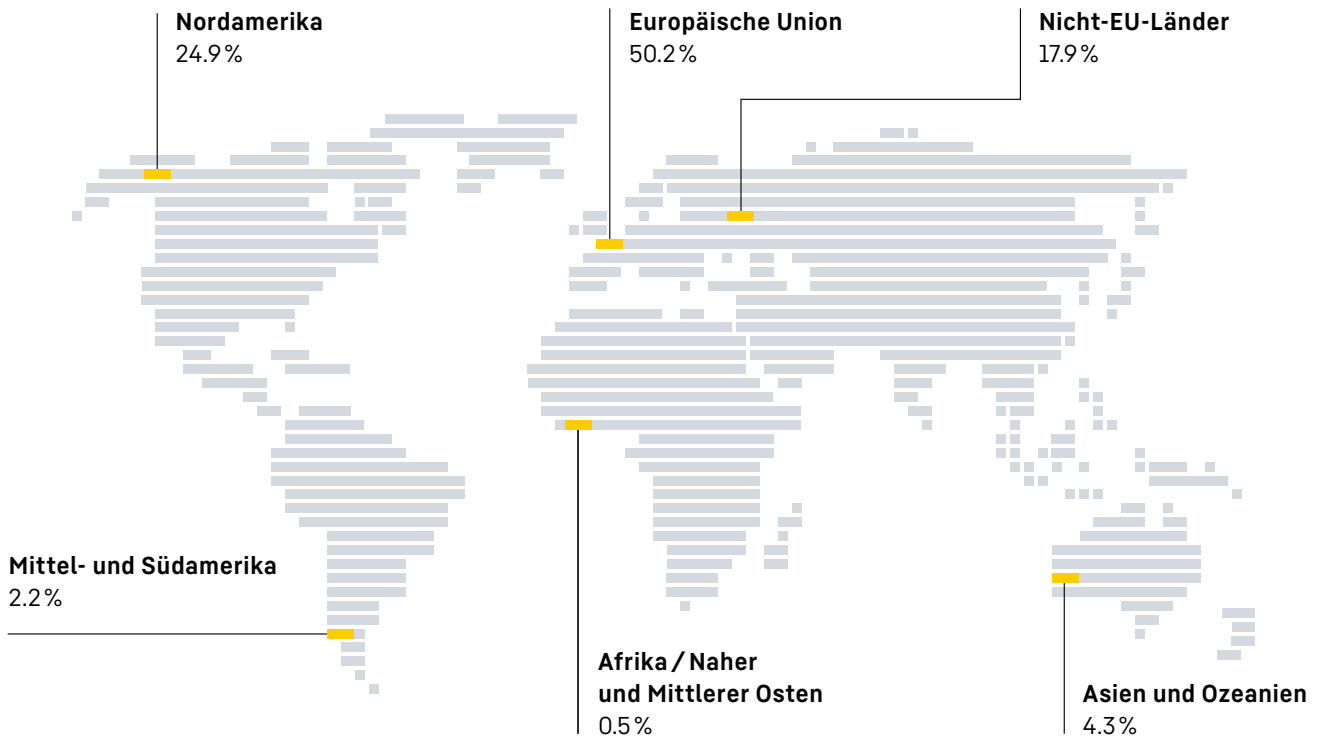 Nordamerika
24.9 %
Europäische Union
50.2 %
Nicht-EU-Länder
17.9 %
Mittel- und Südamerika
2.2 %
Afrika / Naher
und Mittlerer Osten
0.5 %
Asien und Ozeanien
4.3 %